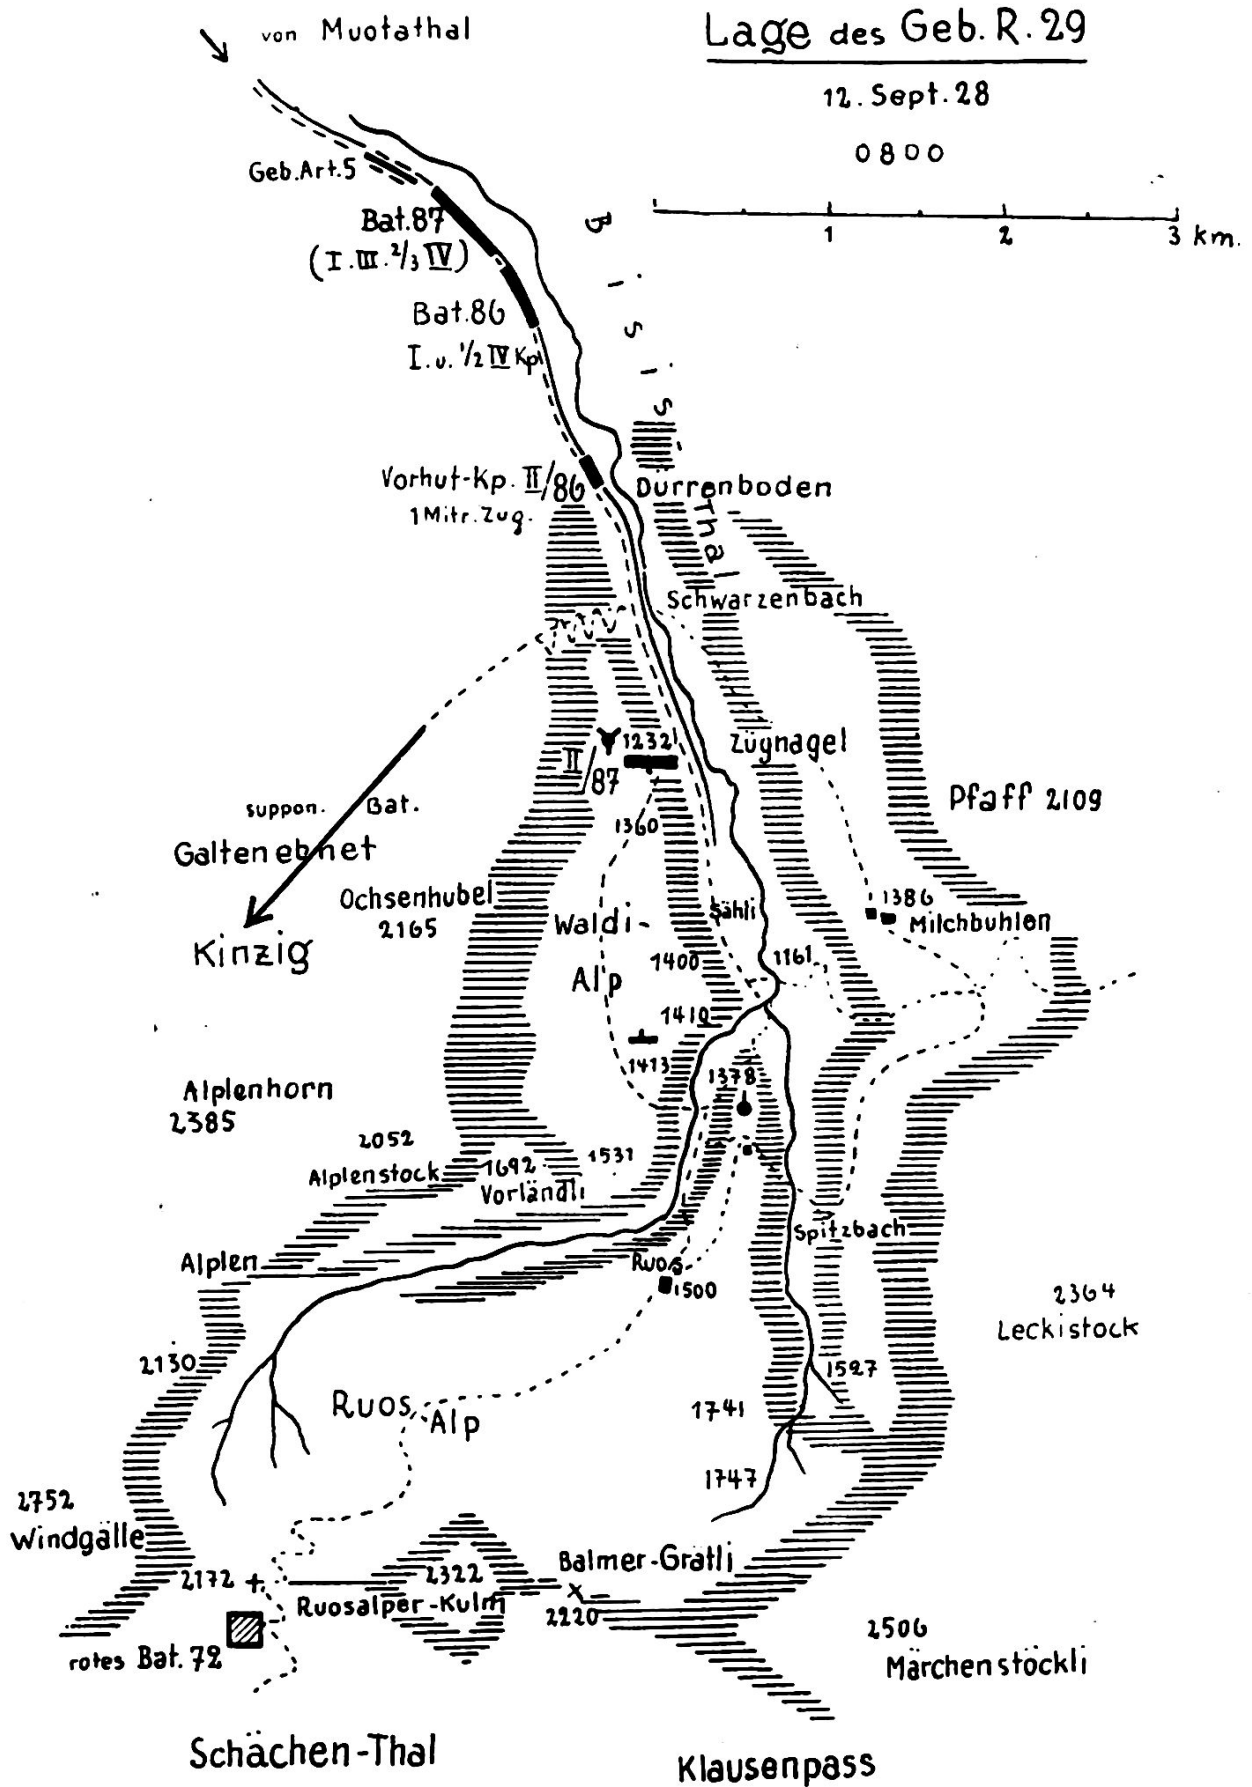 von Muotathal
Lage des Geb. R. 29
12. Sept. 28
0800
1 2 3 km.
Geb. Art. 5
Bat. 87
(I. III. 2/3 IV)
Bat. 86
I. u. 1/2 IV Kp
Bisis Thal
Vorhut-Kp. II/86
1 Mitr. Zug.
Dürrenboden
Schwarzenbach
1232
II/87
Zügnagel
Pfaff 2109
suppon. Bat.
1360
Galtenebnet
Ochsenhubel
2165
Kinzig
Waldi-
Alp
Sähli
1386
Milchbühlen
1400
1161
1410
1413
1378
Alplenhorn
2385
2052
Alplenstock
1692
Vorländli
1531
Spitzbach
Alplen
Ruos
1500
2364
Leckistock
2130
1527
Ruos
Alp
1741
1747
2752
Windgälle
2172
2322
Ruosalper-Kulm
Balmer-Grätli
2220
rotes Bat. 72
2506
Märchenstöckli
Schächen-Thal
Klausenpass